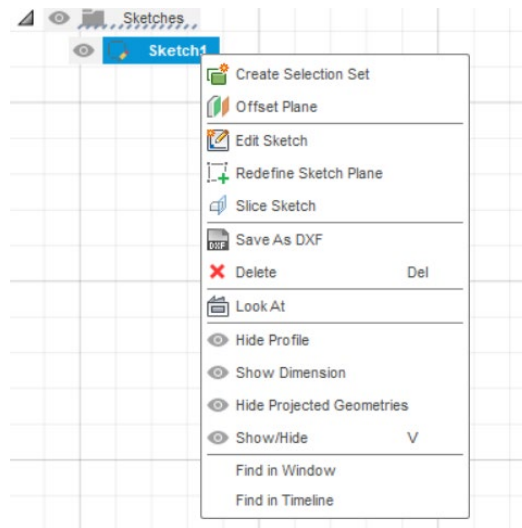 Sketches
Sketch1
Create Selection Set
Offset Plane
Edit Sketch
Redefine Sketch Plane
Slice Sketch
DXF Save As DXF
Delete Del
Look At
Hide Profile
Show Dimension
Hide Projected Geometries
Show/Hide V
Find in Window
Find in Timeline